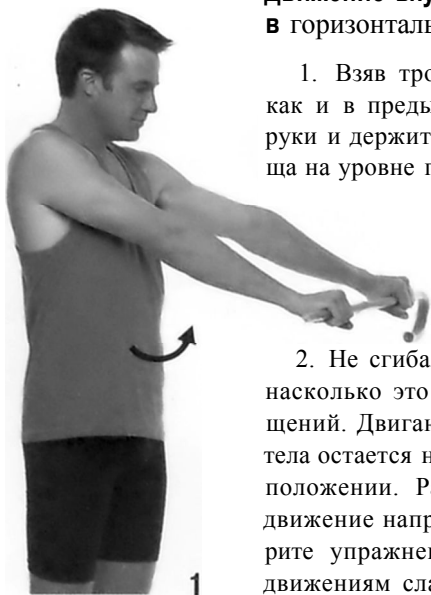 Движение вну
в горизонталь
1. Взяв тро
как и в преды
руки и держит
ща на уровне г
2. Не сгиба
насколько это
щений. Двиган
тела остается н
положении. Ра
движение напр
рите упражнен
движениям сла
1